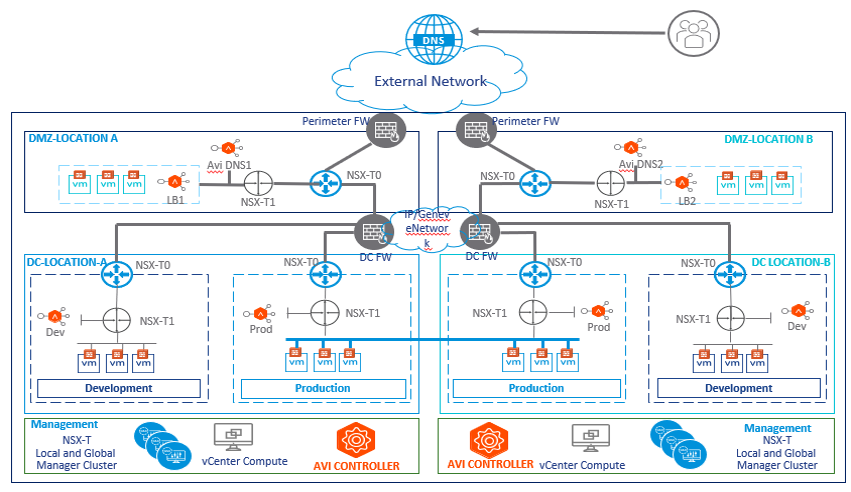 DNS
External Network
Perimeter FW
Perimeter FW
DMZ-LOCATION A
DMZ-LOCATION B
Avi DNS1
Avi DNS2
NSX-T0
NSX-T0
vm
vm
vm
LB1
NSX-T1
NSX-T1
LB2
vm
vm
vm
IP/Genev
eNetwor
k
DC FW
DC FW
DC-LOCATION-A
NSX-T0
NSX-T0
NSX-T0
NSX-T0
DC LOCATION-B
Dev
NSX-T1
Prod
NSX-T1
NSX-T1
Prod
NSX-T1
Dev
vm
vm
vm
vm
vm
vm
vm
vm
vm
vm
vm
vm
Development
Production
Production
Development
Management
NSX-T
Local and Global
Manager Cluster
vCenter Compute
AVI CONTROLLER
AVI CONTROLLER
vCenter Compute
Management
NSX-T
Local and Global
Manager Cluster